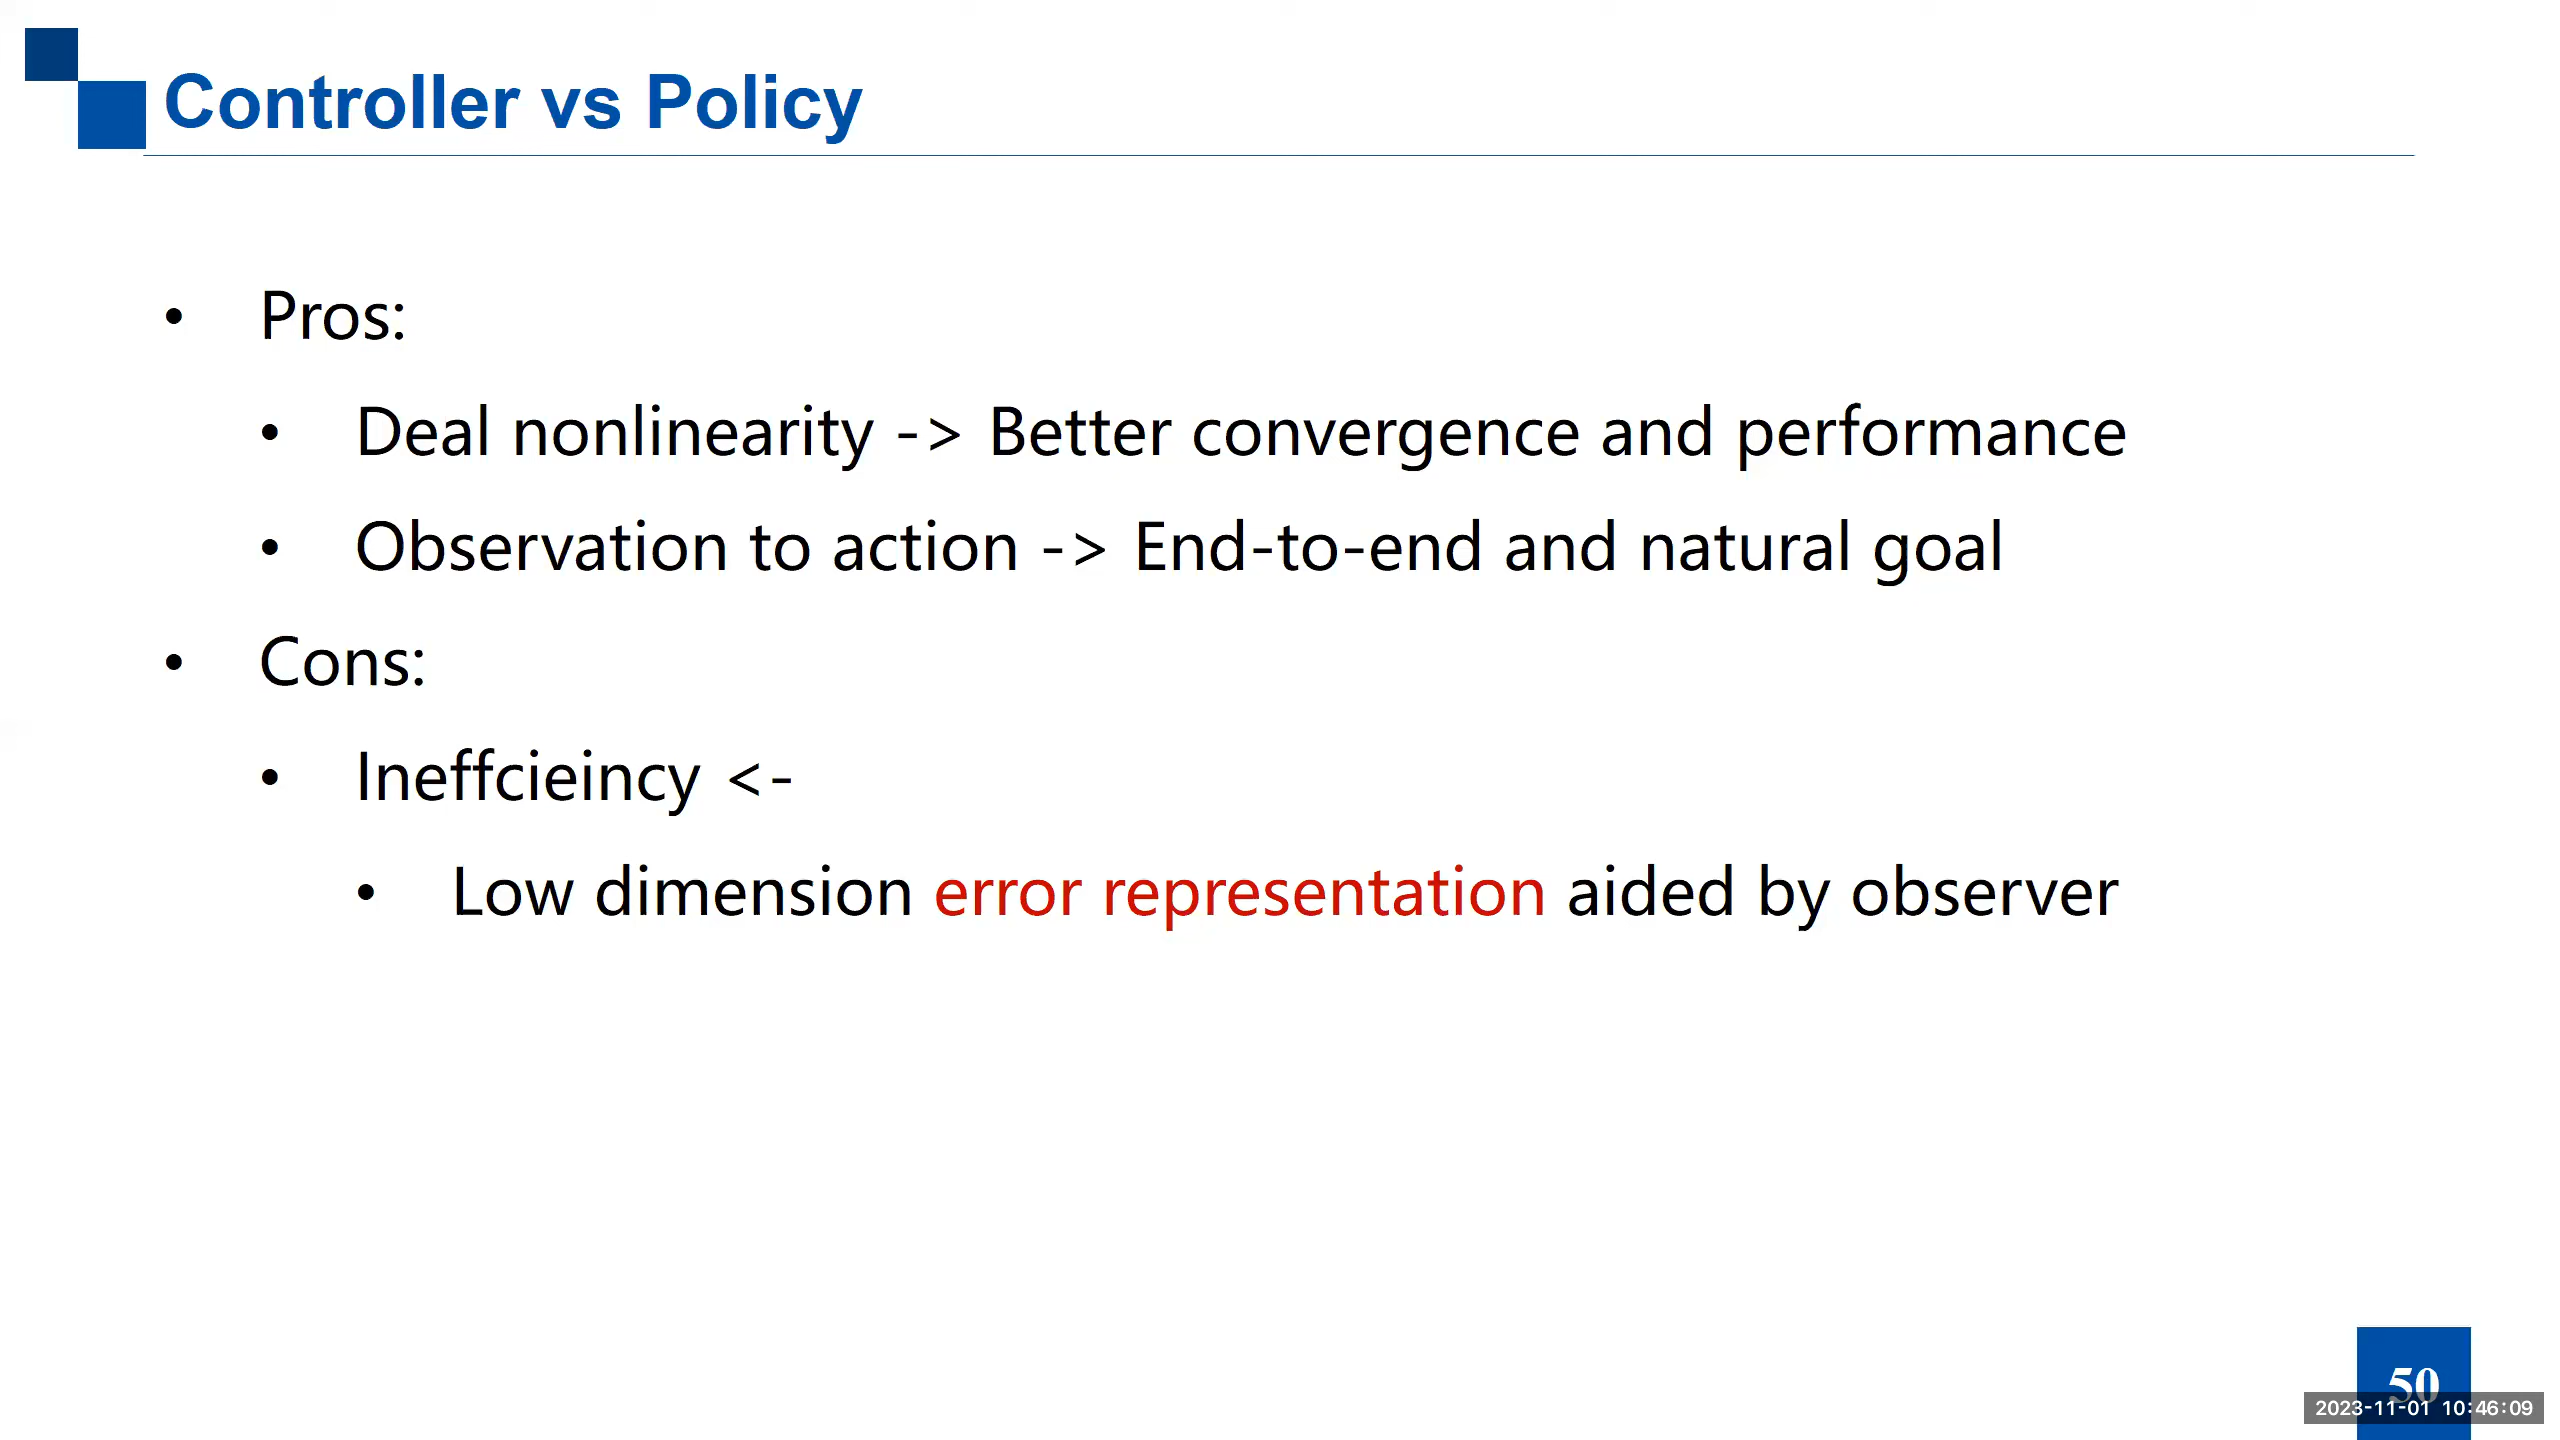 Controller vs Policy
• Pros:
• Deal nonlinearity -> Better convergence and performance
• Observation to action -> End-to-end and natural goal
• Cons:
• Ineffcieincy <-
• Low dimension error representation aided by observer
50
2023-11-01 10:46:09